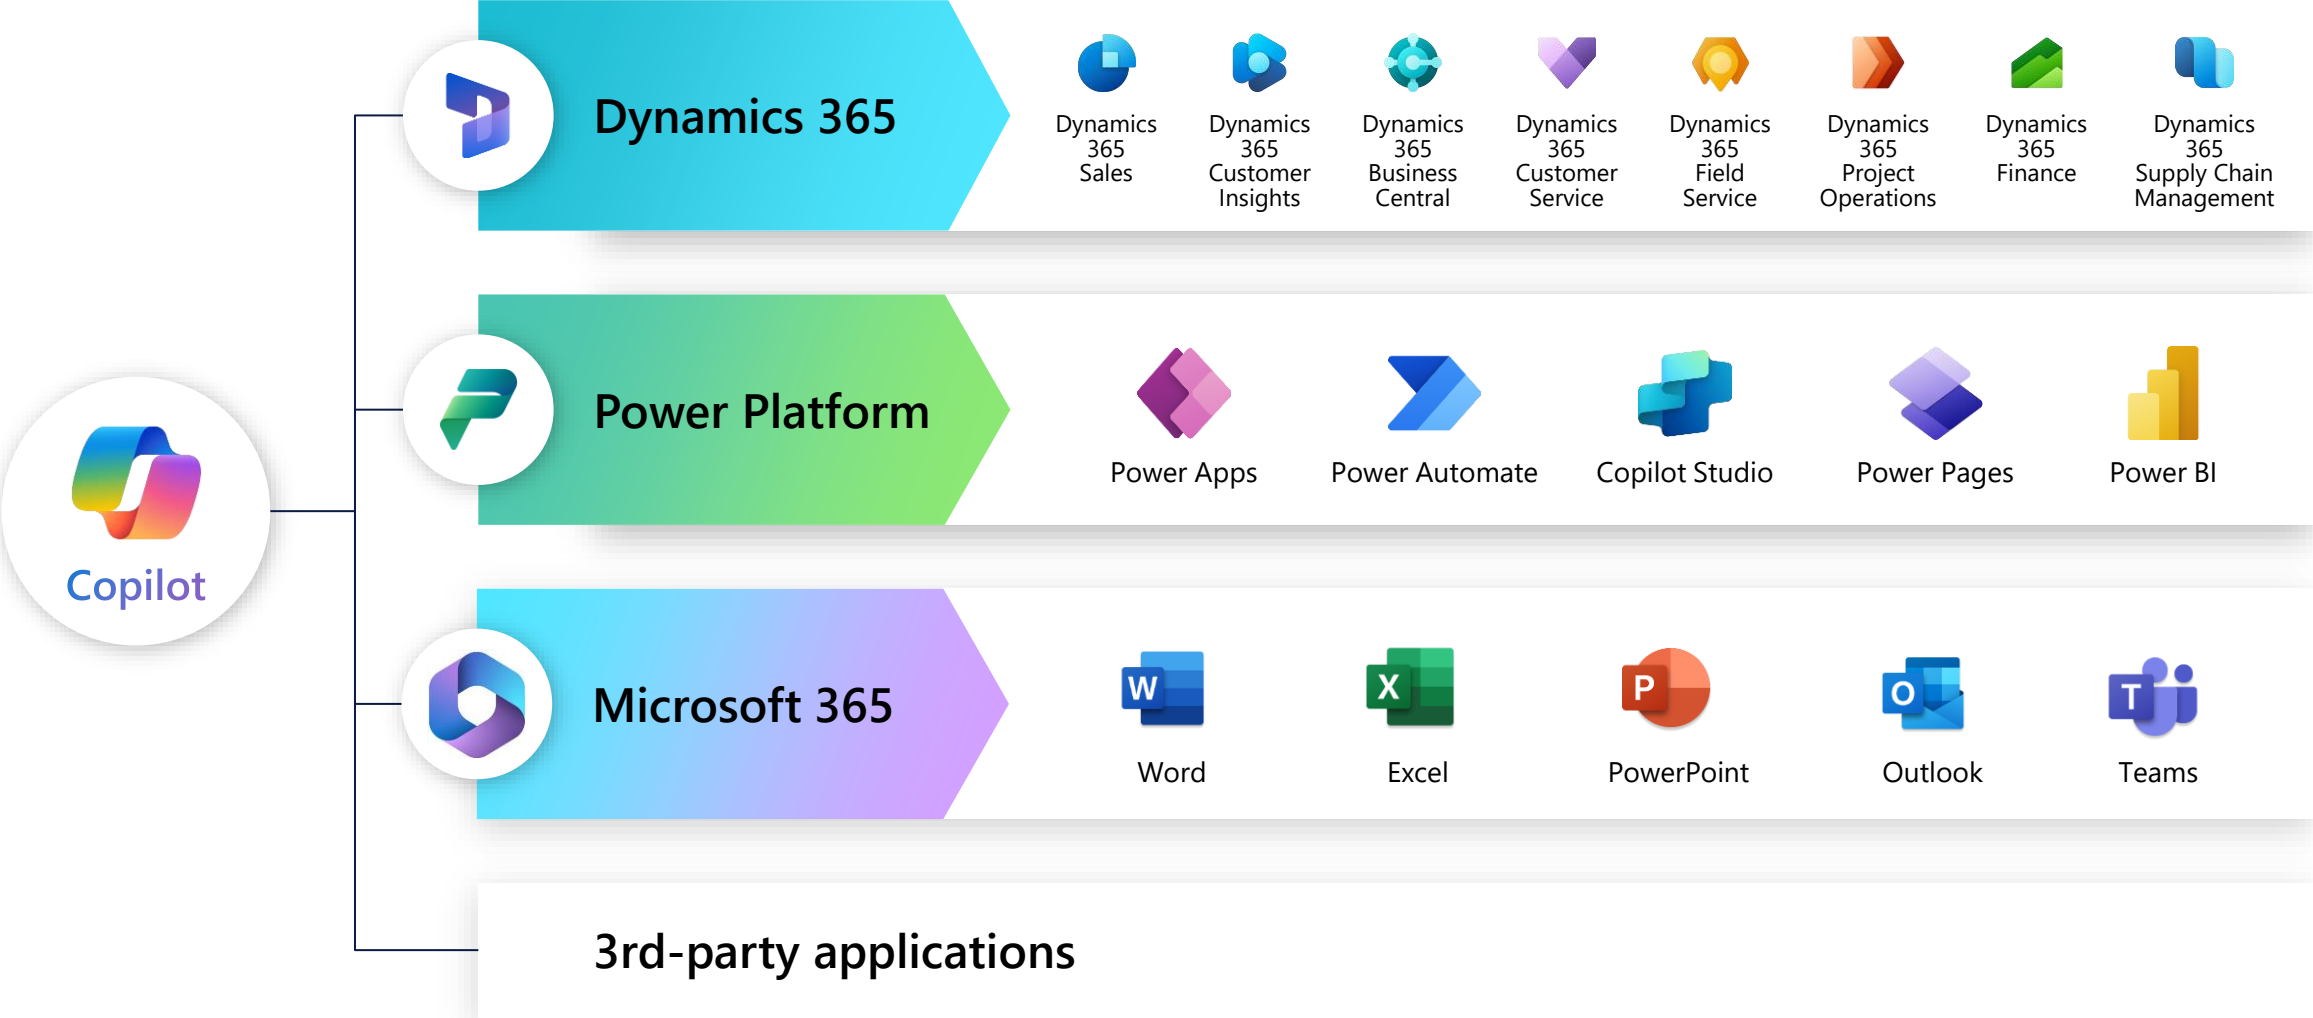 Dynamics 365
Dynamics
365
Sales
Dynamics
365
Customer
Insights
Dynamics
365
Business
Central
Dynamics
365
Customer
Service
Dynamics
365
Field
Service
Dynamics
365
Project
Operations
Dynamics
365
Finance
Dynamics
365
Supply Chain
Management
Copilot
Power Platform
Power Apps
Power Automate
Copilot Studio
Power Pages
Power BI
Microsoft 365
W
Word
X
Excel
P
PowerPoint
O
Outlook
T
Teams
3rd-party applications